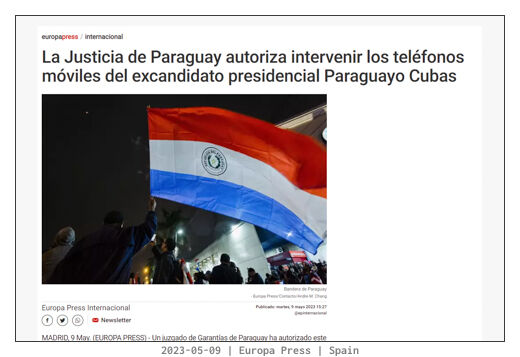 europapress / internacional
La Justicia de Paraguay autoriza intervenir los teléfonos
móviles del excandidato presidencial Paraguayo Cubas
Bandera de Paraguay
- Europa Press/Contacto/Andre M. Chang
Europa Press Internacional
Publicado: martes, 9 mayo 2023 15:27
@epinternacional
Newsletter
MADRID, 9 May. (EUROPA PRESS) - Un juzgado de Garantías de Paraguay ha autorizado este
2023-05-09 | Europa Press | Spain